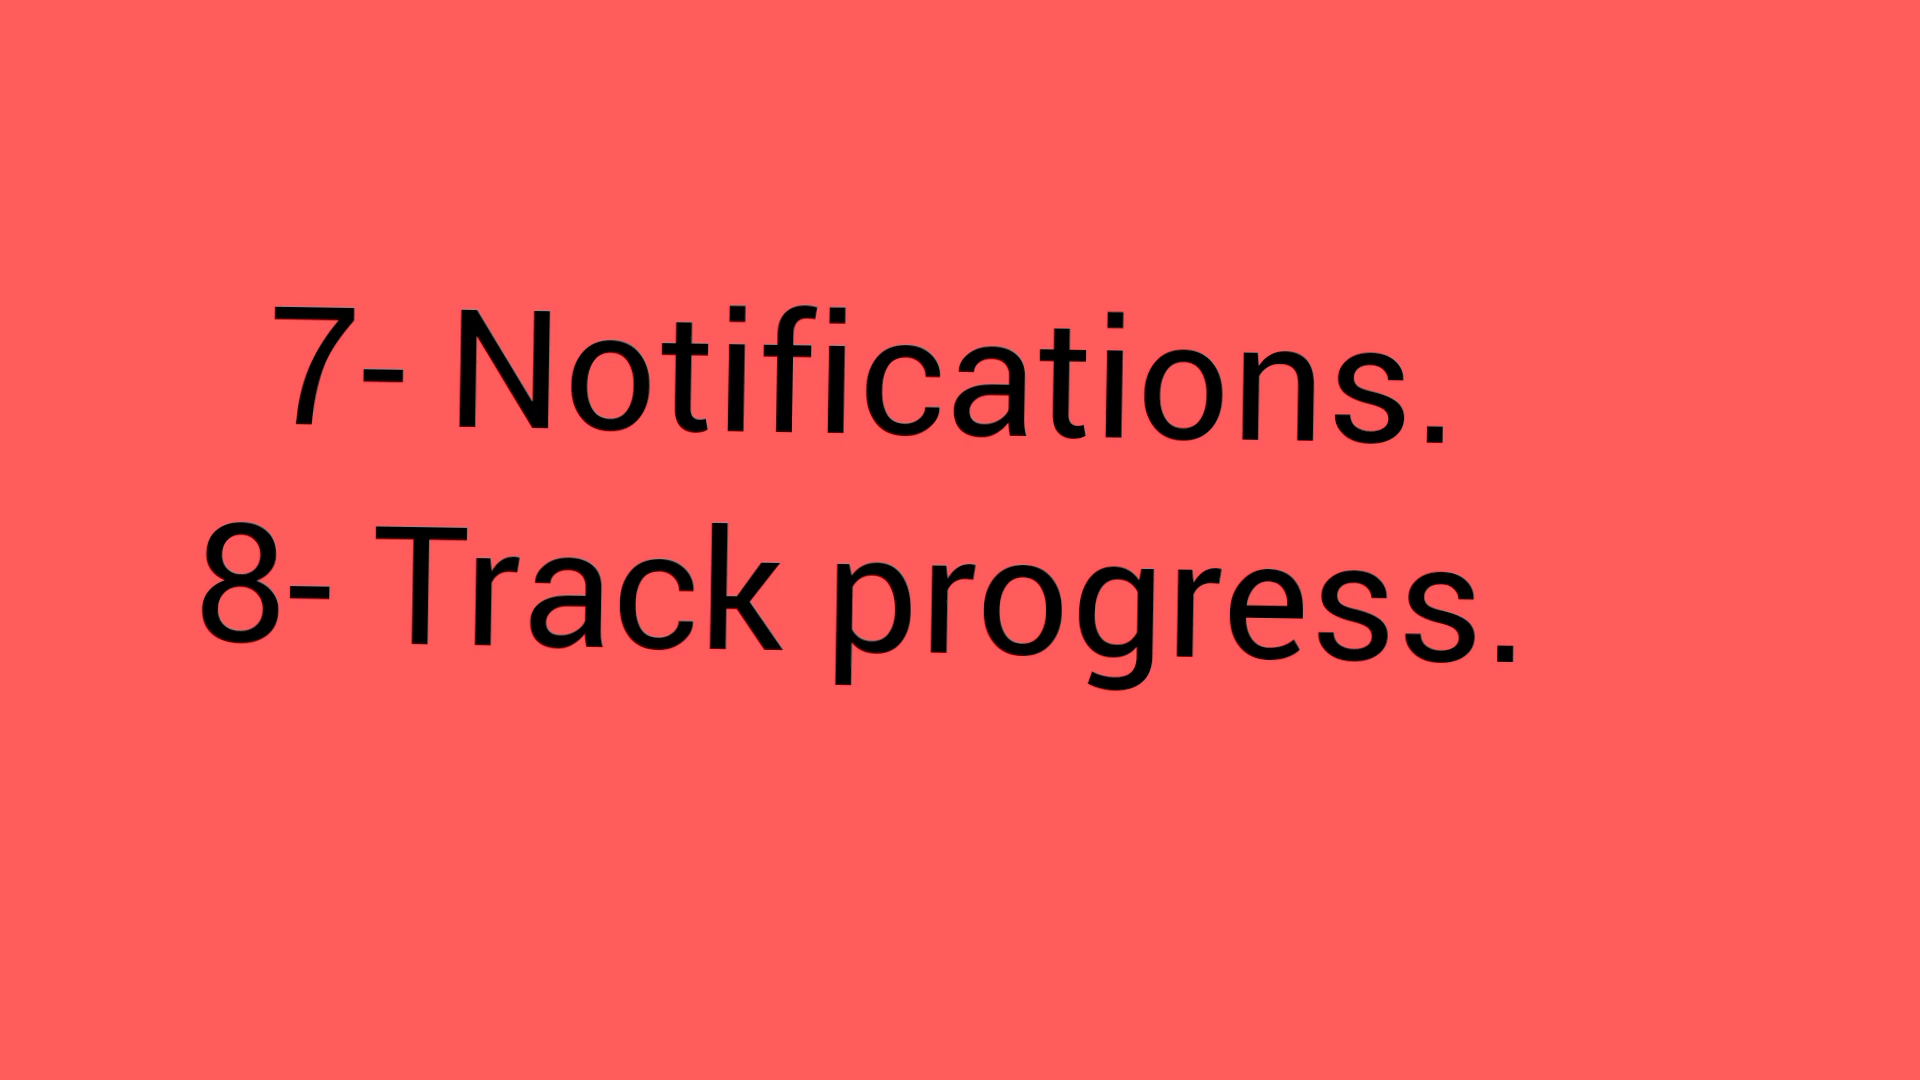 7- Notifications.
8- Track progress.